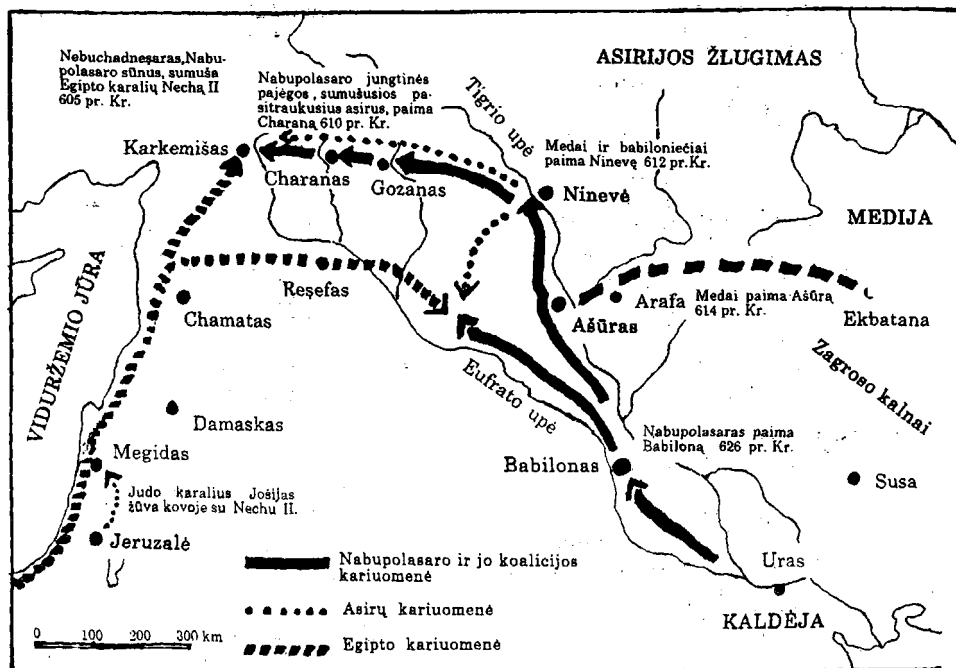 ASIRIJOS ŽLUGIMAS
Nebuchadneṣaras, Nabu-
polasaro sūnus, sumuša
Egipto karalių Nechą II
605 pr. Kr.
Nabupolasaro jungtinės
pajėgos, sumušusios pa-
sitraukusius asirus, paima
Charaną 610 pr. Kr.
Tigrio upė
Medai ir babiloniečiai
paima Ninevę 612 pr. Kr.
Karkemišas
Charanas
Gozanas
Ninevė
MEDIJA
VIDURŽEMIO JŪRA
Reṣefas
Chamatas
Ašūras
Arafa
Medai paima Ašūrą
614 pr. Kr.
Ekbatana
Zagroso kalnai
Eufrato upė
Damaskas
Megidas
Nabupolasaras paima
Babiloną 626 pr. Kr.
Babilonas
Susa
Judo karalius Jošijas
žūva kovoje su Nechu II.
Jeruzalė
Uras
KALDĖJA
Nabupolasaro ir jo koalicijos
kariuomenė
Asirų kariuomenė
Egipto kariuomenė
0 100 200 300 km